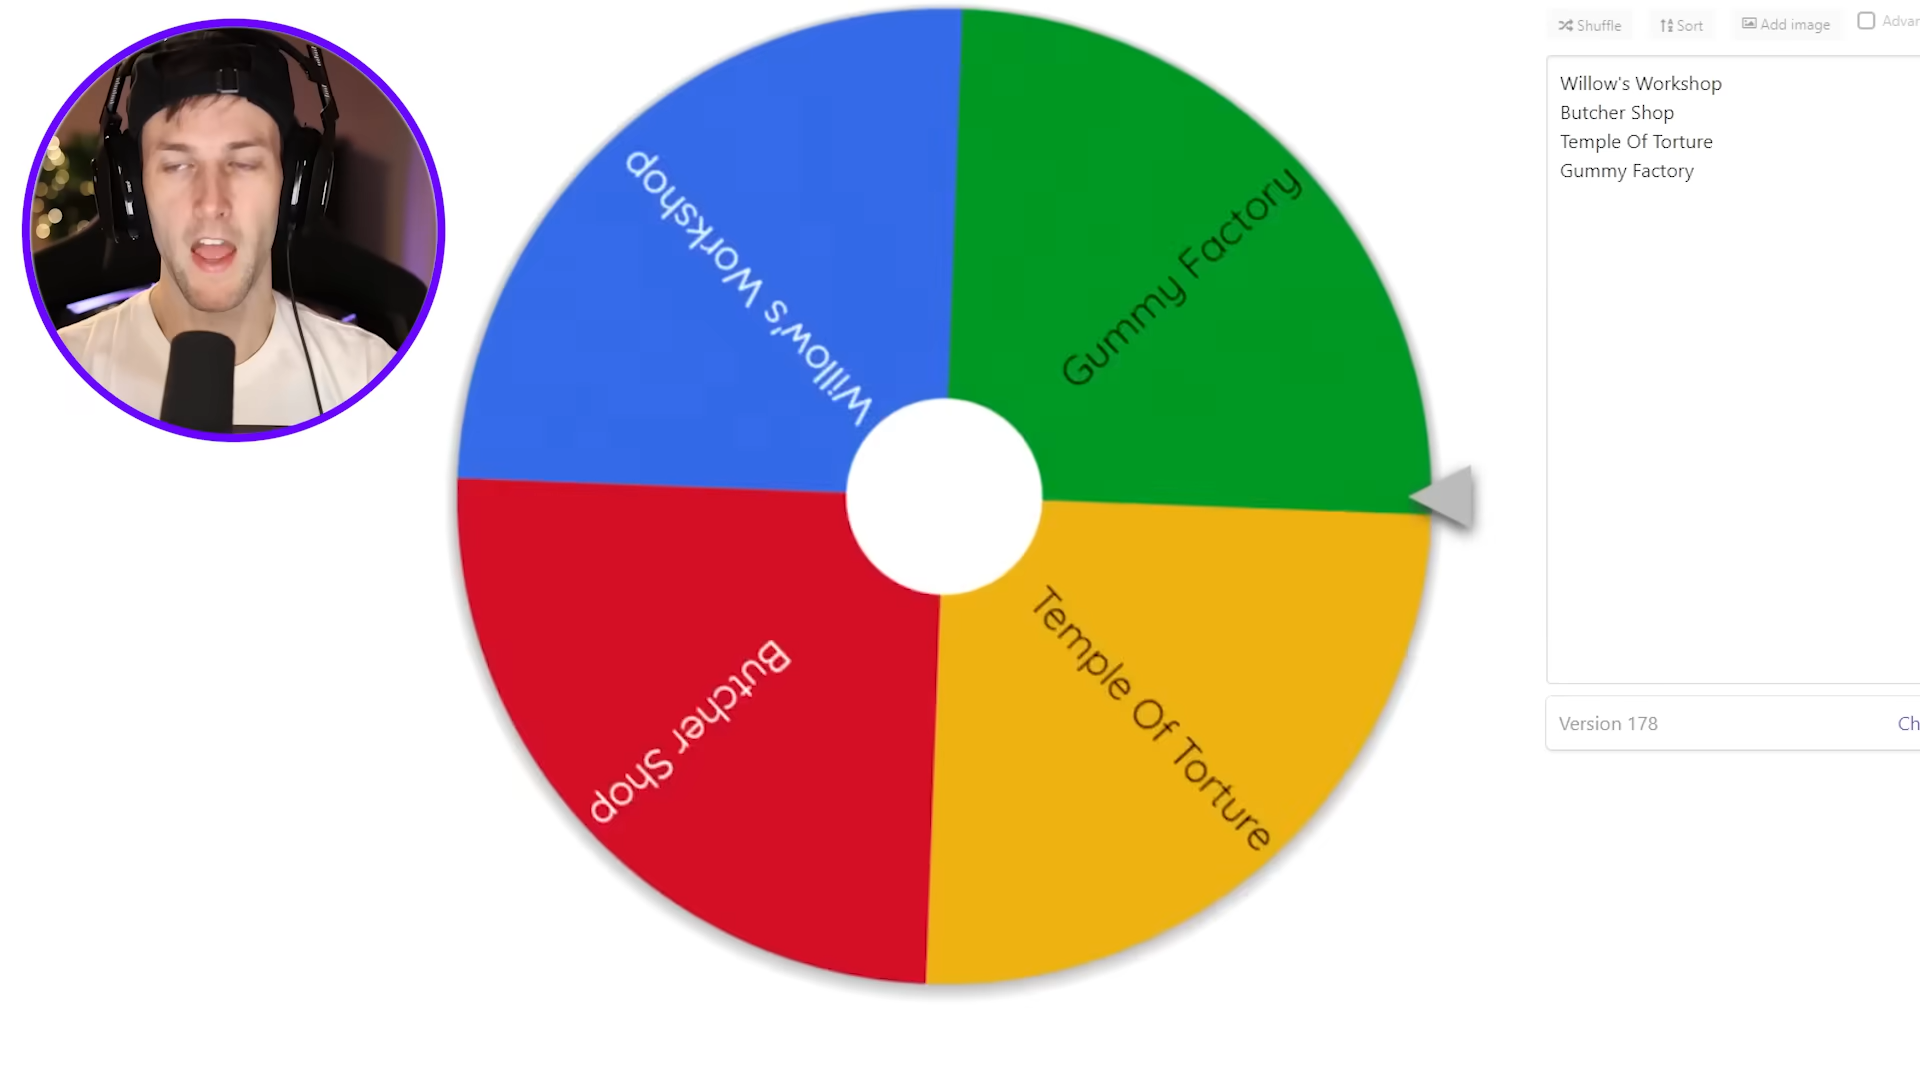 Shuffle
Sort
Add image
Willow's Workshop
Butcher Shop
Temple Of Torture
Gummy Factory
Willow's Workshop
Gummy Factory
Butcher Shop
Temple Of Torture
Version 178